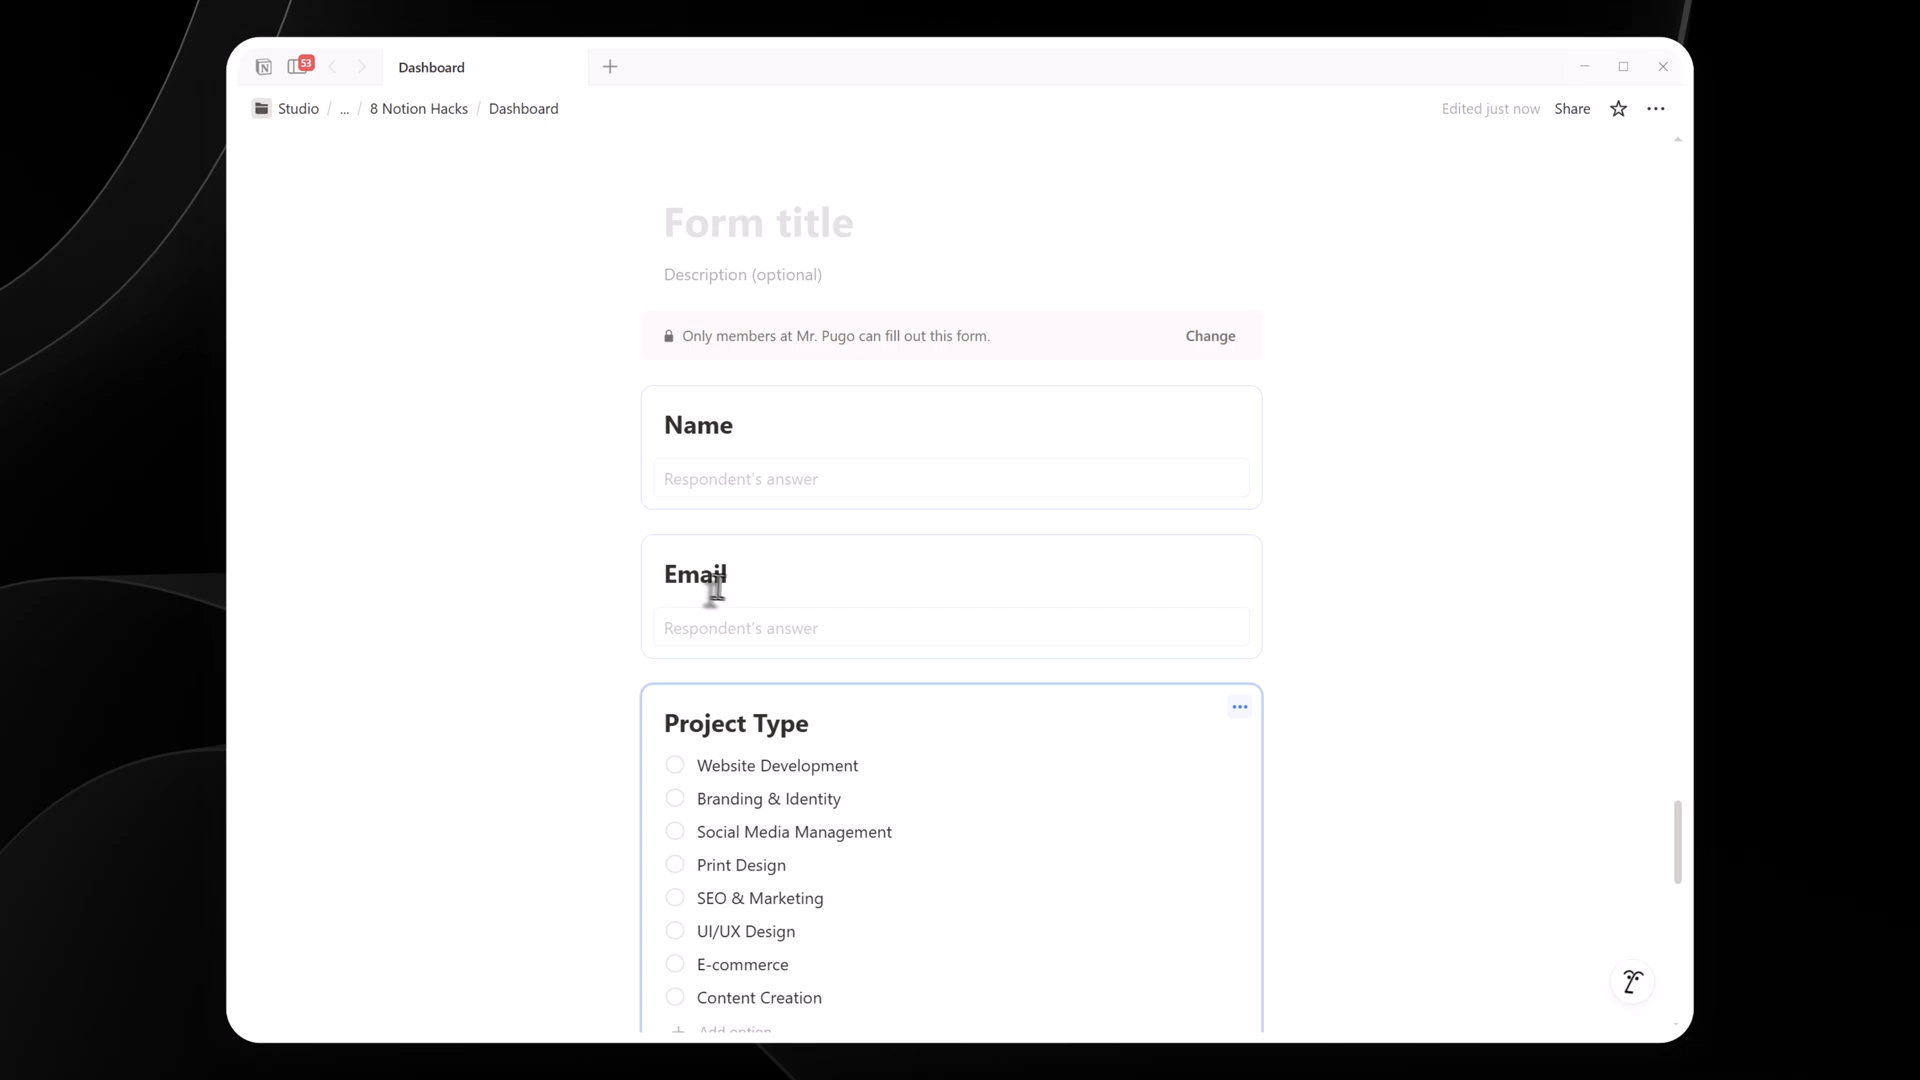 53
Dashboard
Studio / ... / 8 Notion Hacks / Dashboard
Edited just now Share
Form title
Description (optional)
Only members at Mr. Pugo can fill out this form. Change
Name
Respondent's answer
Email
Respondent's answer
Project Type
Website Development
Branding & Identity
Social Media Management
Print Design
SEO & Marketing
UI/UX Design
E-commerce
Content Creation
Add option